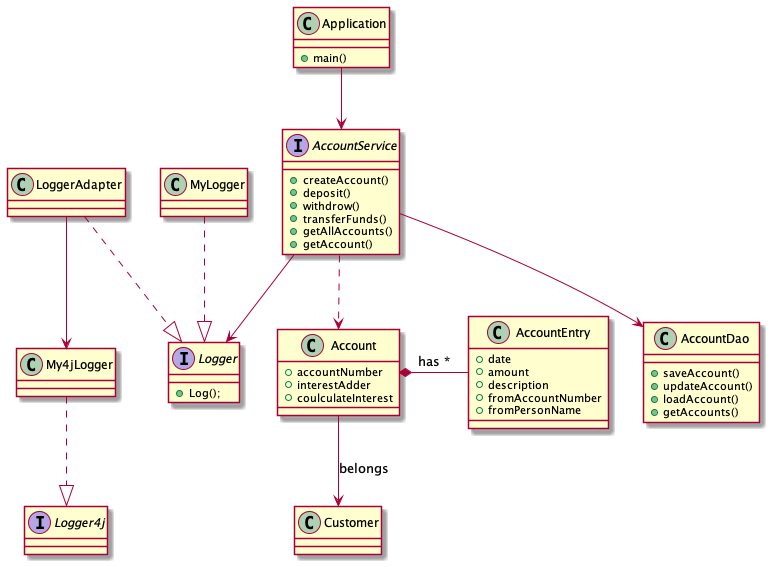 C Application
main()
I AccountService
createAccount()
deposit()
withdrow()
transferFunds()
getAllAccounts()
getAccount()
C LoggerAdapter
C MyLogger
C My4jLogger
I Logger
Log();
C Account
accountNumber
interestAdder
coulculateInterest
has *
C AccountEntry
date
amount
description
fromAccountNumber
fromPersonName
C AccountDao
saveAccount()
updateAccount()
loadAccount()
getAccounts()
belongs
I Logger4j
C Customer